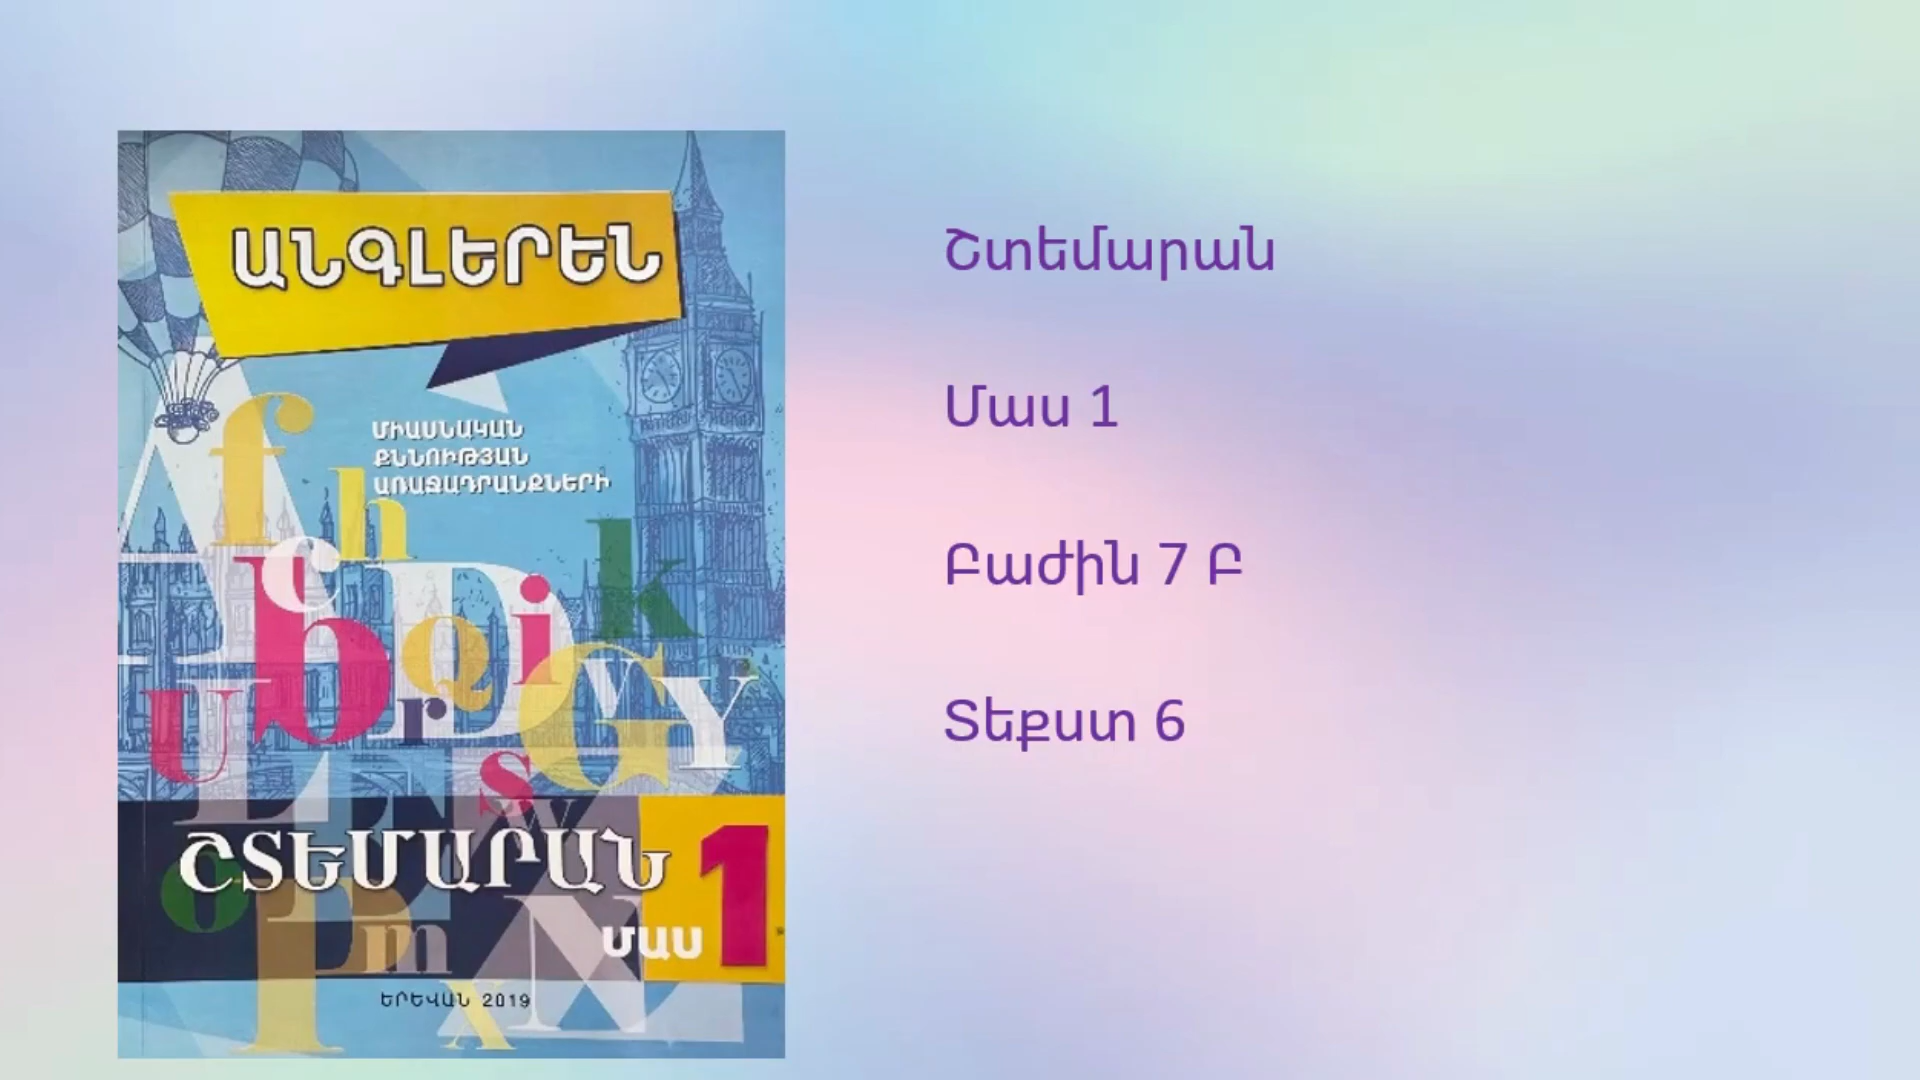 ԱՆԳԼԵՐԵՆ
ՄԻԱՍՆԱԿԱՆ
ՔՆՆՈՒԹՅԱՆ
ԱՌԱՋԱԴՐԱՆՔՆԵՐԻ
ՇՏԵՄԱՐԱՆ
ՄԱՍ 1
ԵՐԵՎԱՆ 2019
Շտեմարան
Մաս 1
Բաժին 7 Բ
Տեքստ 6